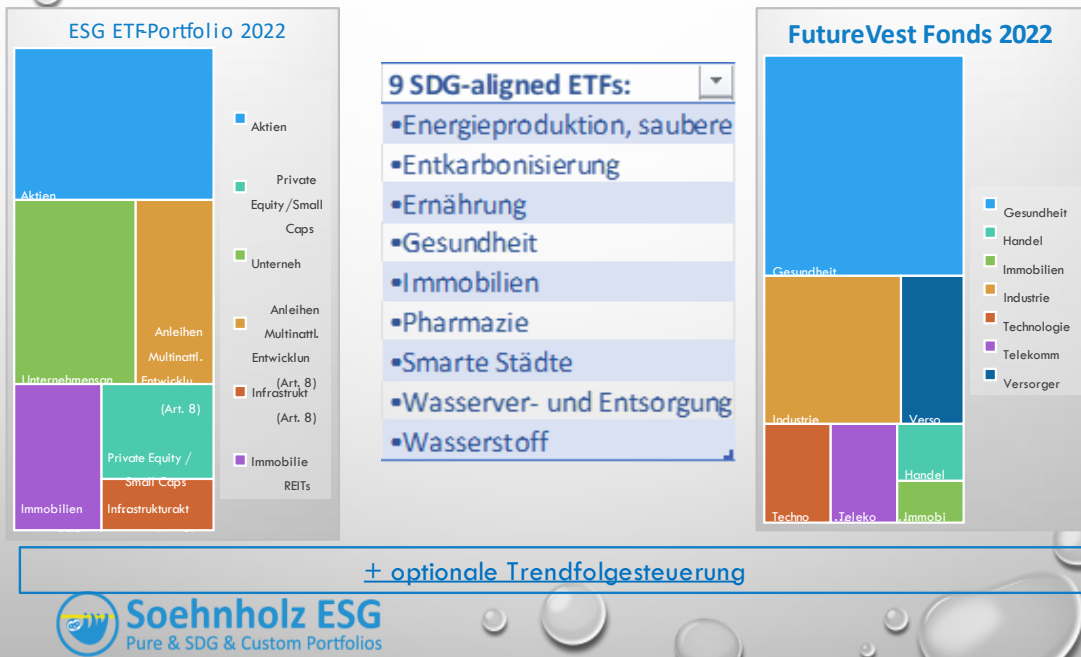 ESG ETF-Portfolio 2022
Aktien
Unternehmensan
Anleihen
Multinattl.
Entwicklu
(Art. 8)
Immobilien
Private Equity /
Small Caps
Infrastrukturakt
Aktien
Private
Equity/Small
Caps
Unterneh
Anleihen
Multinattl.
Entwicklun
(Art. 8)
Infrastrukt
(Art. 8)
Immobilie
REITs
9 SDG-aligned ETFs:
▪Energieproduktion, saubere
▪Entkarbonisierung
▪Ernährung
▪Gesundheit
▪Immobilien
▪Pharmazie
▪Smarte Städte
▪Wasserver- und Entsorgung
▪Wasserstoff
FutureVest Fonds 2022
Gesundheit
Industrie
Verso
Techno
Teleko
Handel
Immobi
Gesundheit
Handel
Immobilien
Industrie
Technologie
Telekomm
Versorger
+ optionale Trendfolgesteuerung
Soehnholz ESG
Pure & SDG & Custom Portfolios